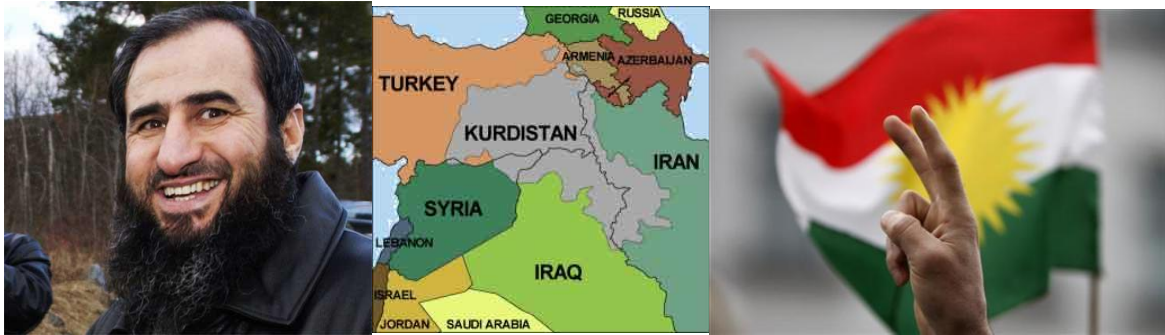 GEORGIA
RUSSIA
ARMENIA
AZERBAIJAN
TURKEY
KURDISTAN
IRAN
SYRIA
LEBANON
IRAQ
ISRAEL
JORDAN
SAUDI ARABIA